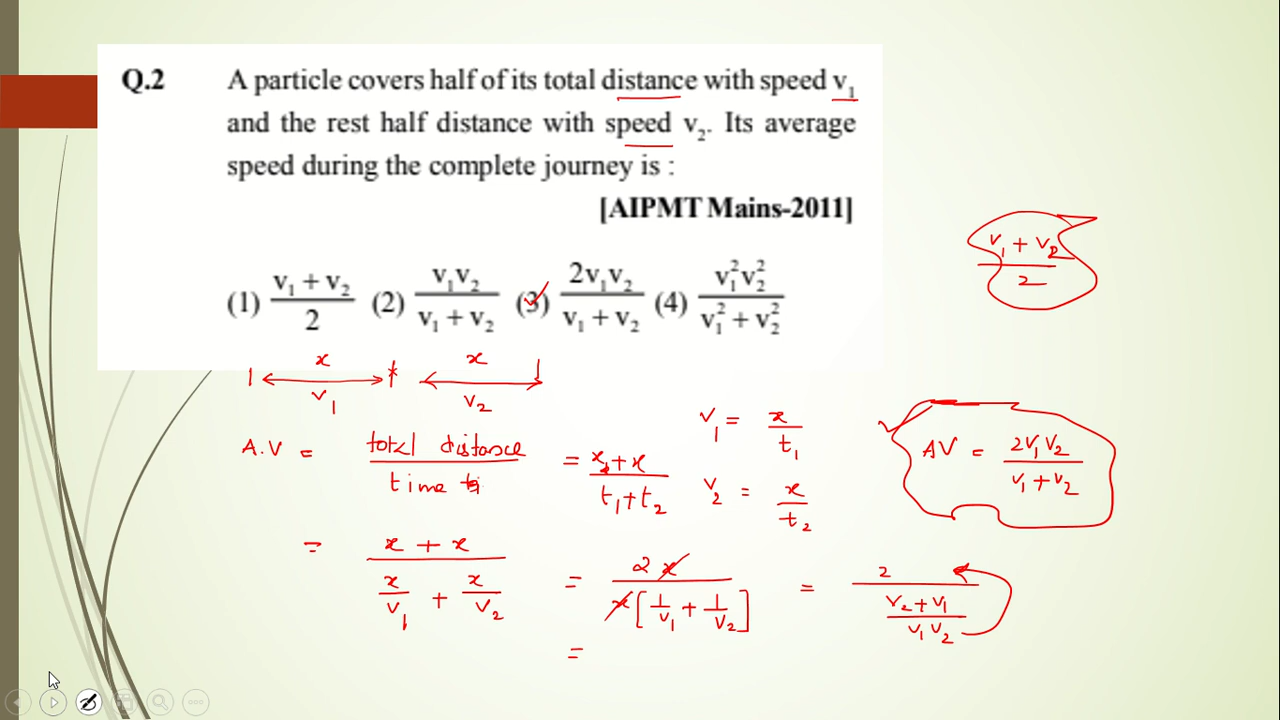 Q.2 A particle covers half of its total distance with speed v₁
and the rest half distance with speed v₂. Its average
speed during the complete journey is :
[AIPMT Mains-2011]
(1) (v₁ + v₂)/2 (2) v₁v₂/(v₁ + v₂) (3) 2v₁v₂/(v₁ + v₂) (4) v₁²v₂²/(v₁² + v₂²)
(v₁ + v₂)/2
x x
v₁ v₂
A.V = total distance / time = (x + x)/(t₁+t₂)
v₁ = x/t₁
v₂ = x/t₂
AV = 2v₁v₂/(v₁+v₂)
= (x + x)/(x/v₁ + x/v₂) = 2x/(x[1/v₁ + 1/v₂]) = 2/((v₂+v₁)/(v₁v₂))
=